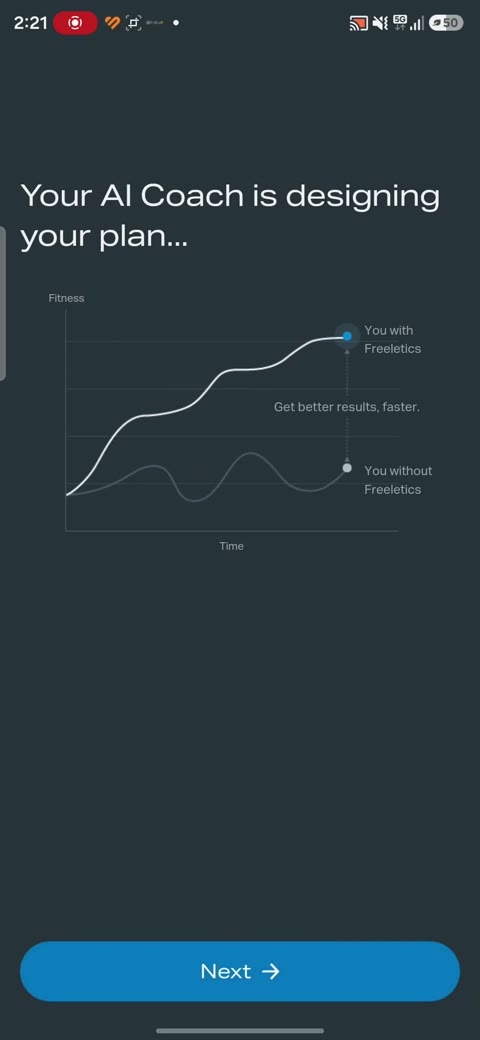 2:21
5G
50
Your AI Coach is designing
your plan...
Fitness
You with
Freeletics
Get better results, faster.
You without
Freeletics
Time
Next →